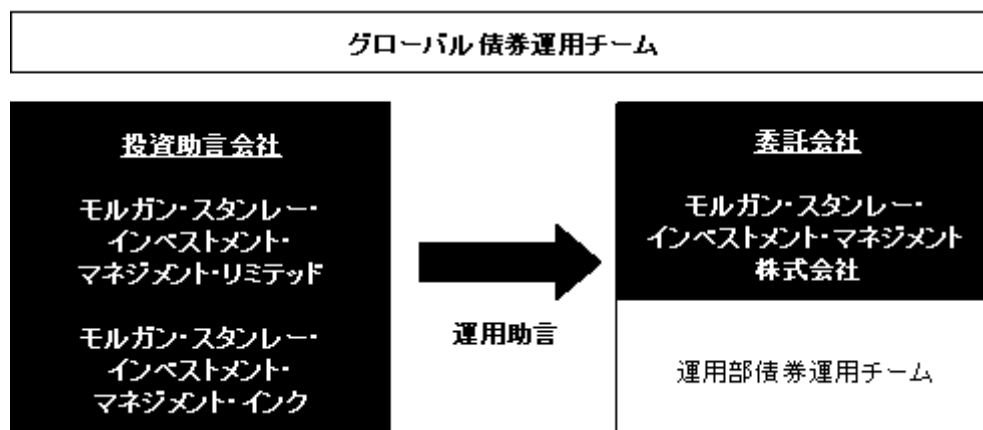 グローバル債券運用チーム
投資助言会社
モルガン・スタンレー・
インベストメント・
マネジメント・リミテッド
モルガン・スタンレー・
インベストメント・
マネジメント・インク
運用助言
委託会社
モルガン・スタンレー・
インベストメント・マネジメント
株式会社
運用部債券運用チーム